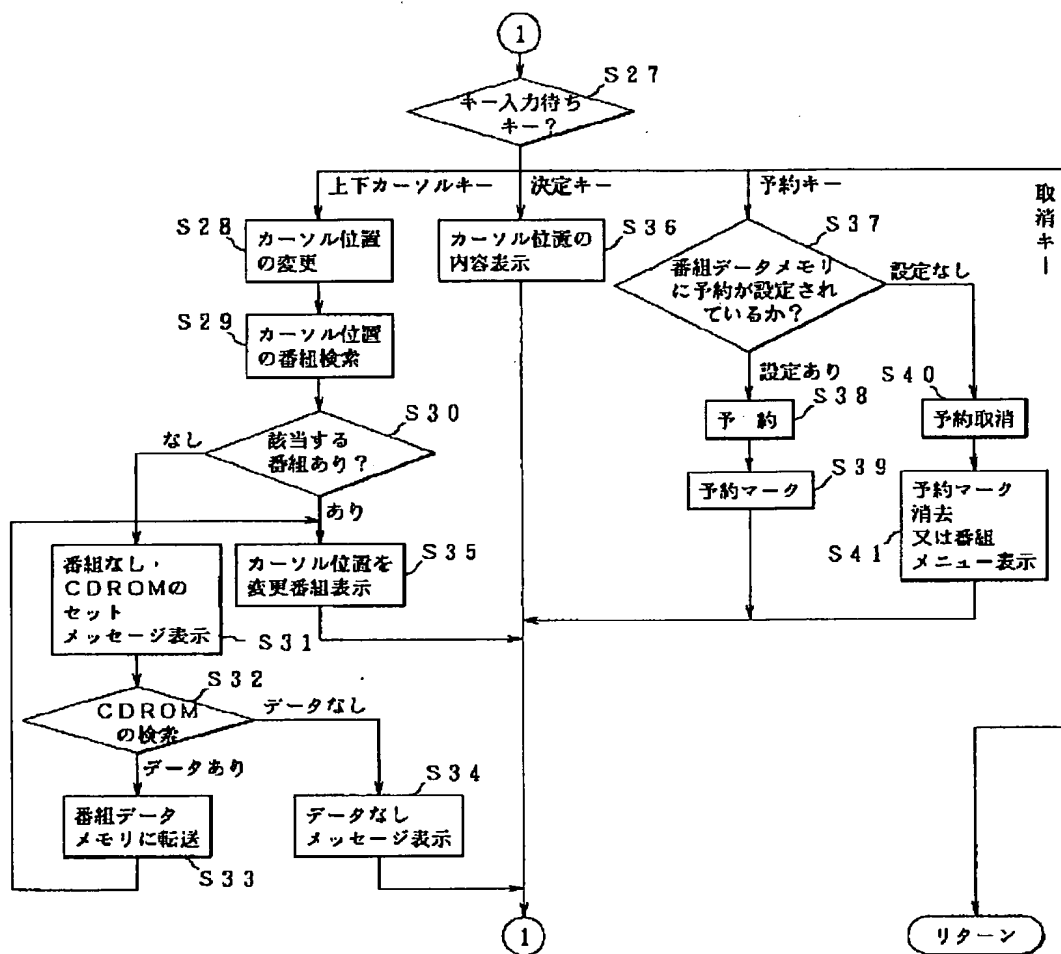 1
S27
キー入力待ち
キー？
上下カーソルキー
決定キー
予約キー
取消キー
S28
カーソル位置
の変更
S36
カーソル位置の
内容表示
S37
番組データメモリ
に予約が設定され
ているか？
設定なし
S29
カーソル位置
の番組検索
設定あり
S30
該当する
番組あり？
なし
あり
S38
予約
S40
予約取消
S39
予約マーク
S41
予約マーク
消去
又は番組
メニュー表示
S35
カーソル位置を
変更番組表示
番組なし・
CDROMの
セット
メッセージ表示
S31
S32
CDROM
の検索
データなし
データあり
S33
番組データ
メモリに転送
S34
データなし
メッセージ表示
1
リターン